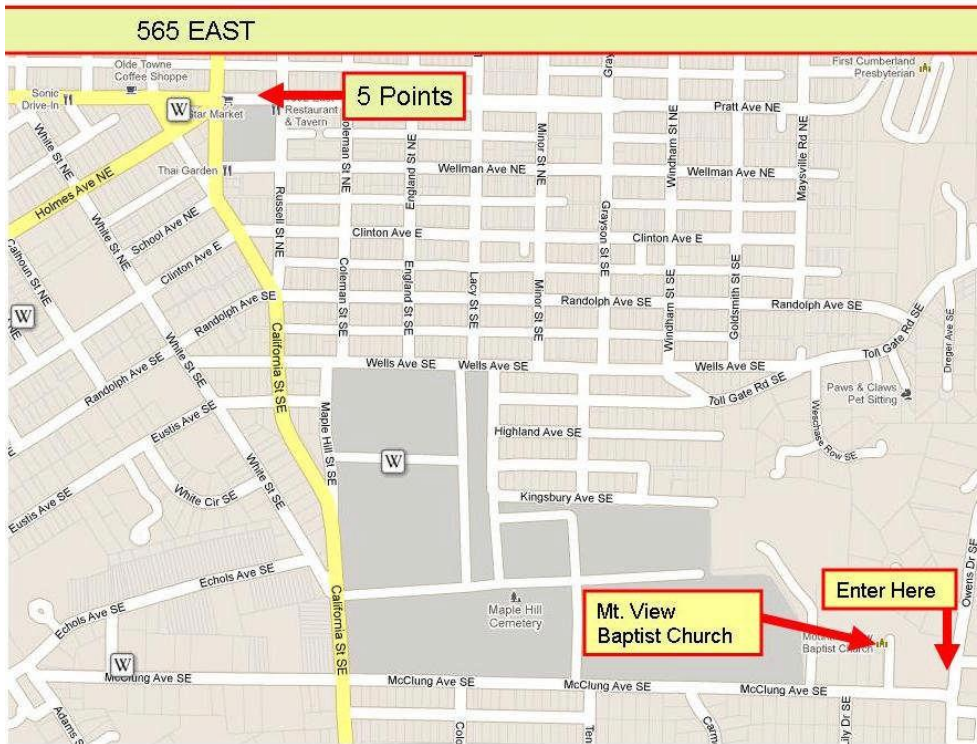 565 EAST
Olde Towne
Coffee Shoppe
First Cumberland
Presbyterian
Sonic
Drive-In
5 Points
Restaurant
& Tavern
Star Market
W
Pratt Ave NE
White St NE
Coleman St NE
England St NE
Minor St NE
Windham St NE
Maysville Rd NE
Thai Garden
Wellman Ave NE
Wellman Ave NE
Holmes Ave NE
Russell St NE
School Ave NE
White St NE
Calhoun St NE
Clinton Ave E
Clinton Ave E
Clinton Ave E
Grayson St SE
Coleman St SE
England St SE
Lacy St SE
Minor St SE
Windham St SE
Goldsmith St SE
W
Randolph Ave SE
Randolph Ave SE
Randolph Ave SE
Randolph Ave SE
Toll Gate Rd SE
Dreger Ave SE
White St SE
California St SE
Wells Ave SE
Wells Ave SE
Wells Ave SE
Toll Gate Rd SE
Paws & Claws
Pet Sitting
Eustis Ave SE
Maple Hill St SE
Highland Ave SE
Weschase Row SE
W
White St SE
White Cir SE
Eustis Ave SE
Kingsbury Ave SE
Owens Dr SE
Echols Ave SE
Echols Ave SE
California St SE
Maple Hill
Cemetery
Mt. View
Baptist Church
Enter Here
Baptist Church
W
McClung Ave SE
McClung Ave SE
McClung Ave SE
McClung Ave SE
Adams S
Colo
Ten
Carm
ily Dr SE